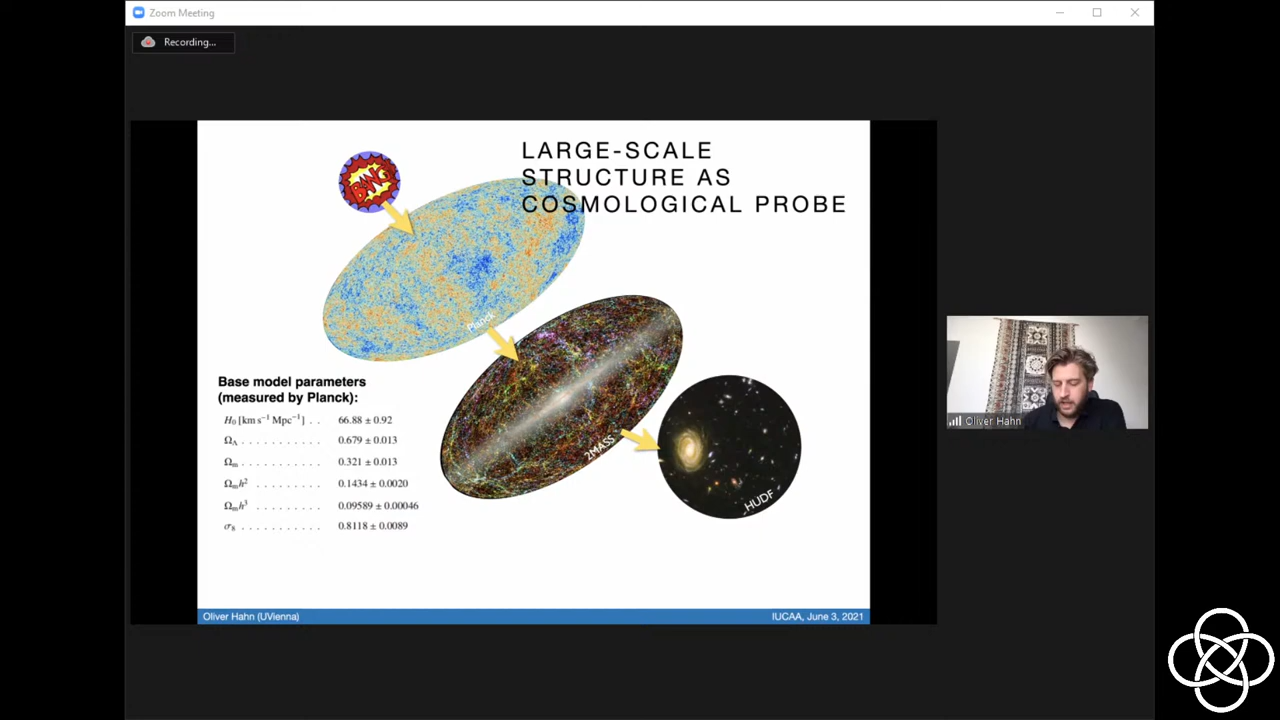 Zoom Meeting
Recording...
LARGE-SCALE
STRUCTURE AS
COSMOLOGICAL PROBE
BANG
Planck
2MASS
HUDF
Base model parameters
(measured by Planck):
H₀ [km s⁻¹ Mpc⁻¹] . . 66.88 ± 0.92
Ω_Λ . . . . . . . . . . . 0.679 ± 0.013
Ω_m . . . . . . . . . . . 0.321 ± 0.013
Ω_m h² . . . . . . . . . 0.1434 ± 0.0020
Ω_m h³ . . . . . . . . . 0.09589 ± 0.00046
σ₈ . . . . . . . . . . . 0.8118 ± 0.0089
Oliver Hahn
Oliver Hahn (UVienna)
IUCAA, June 3, 2021